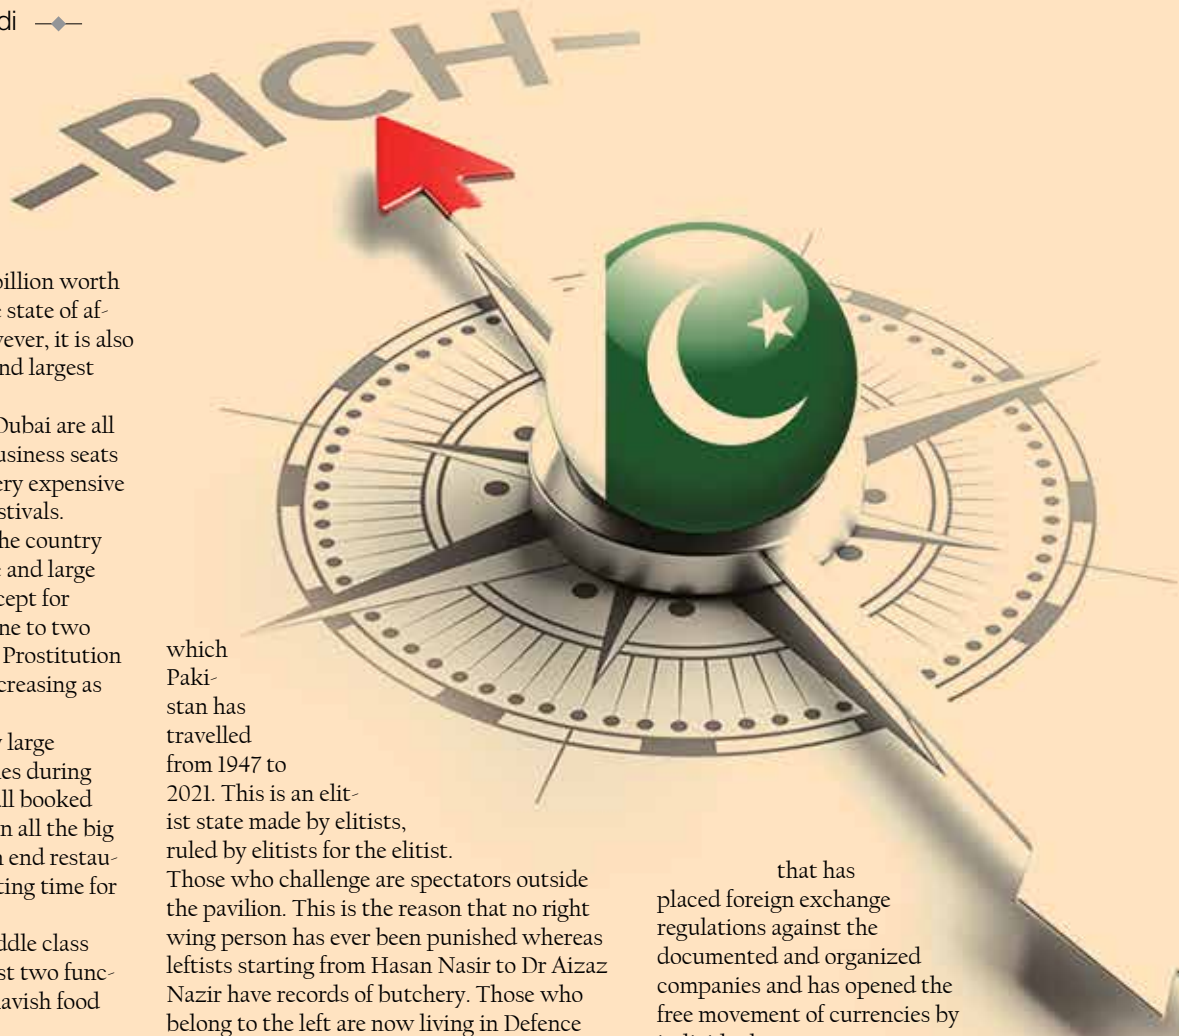 di
–RICH–
billion worth
state of af-
ever, it is also
nd largest
Dubai are all
usiness seats
ery expensive
stivals.
he country
and large
cept for
ne to two
Prostitution
creasing as
large
es during
all booked
n all the big
end restau-
ting time for
ddle class
st two func-
avish food
which
Paki-
stan has
travelled
from 1947 to
2021. This is an elit-
ist state made by elitists,
ruled by elitists for the elitist.
Those who challenge are spectators outside
the pavilion. This is the reason that no right
wing person has ever been punished whereas
leftists starting from Hasan Nasir to Dr Aizaz
Nazir have records of butchery. Those who
belong to the left are now living in Defence
that has
placed foreign exchange
regulations against the
documented and organized
companies and has opened the
free movement of currencies by